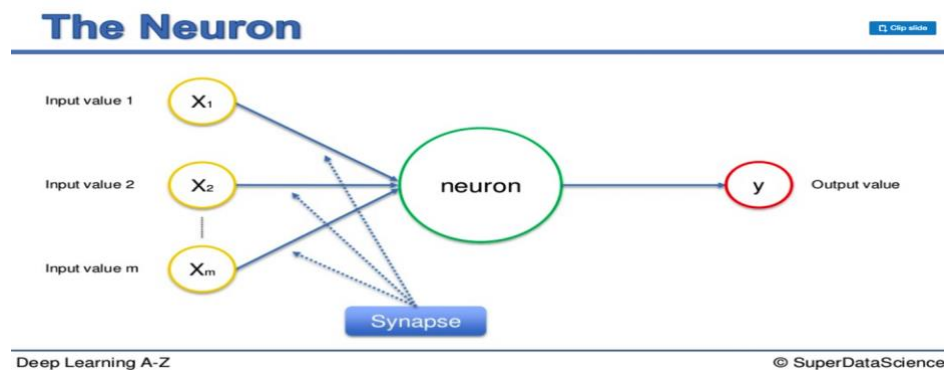 The Neuron
Clip slide
Input value 1
X₁
Input value 2
X₂
neuron
y
Output value
Input value m
Xₘ
Synapse
Deep Learning A-Z
© SuperDataScience